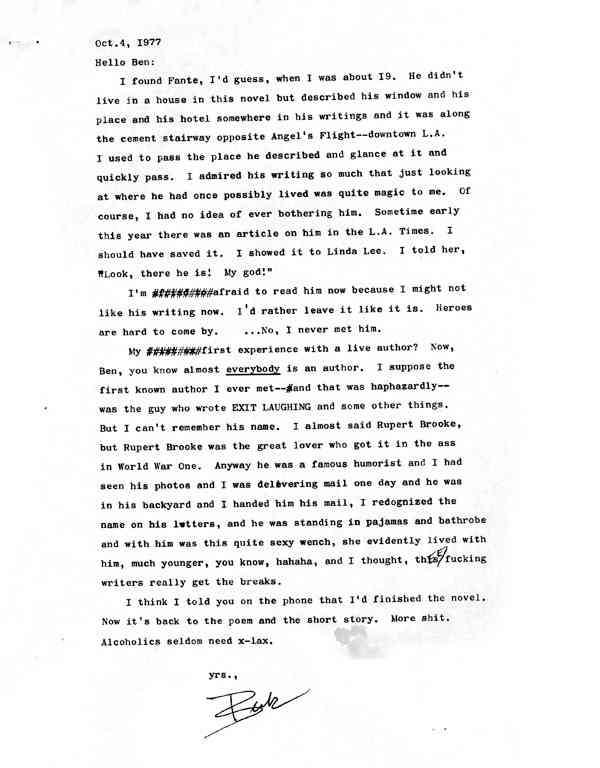 Oct.4, 1977
Hello Ben:
I found Fante, I'd guess, when I was about I9. He didn't
live in a house in this novel but described his window and his
place and his hotel somewhere in his writings and it was along
the cement stairway opposite Angel's Flight--downtown L.A.
I used to pass the place he described and glance at it and
quickly pass. I admired his writing so much that just looking
at where he had once possibly lived was quite magic to me. Of
course, I had no idea of ever bothering him. Sometime early
this year there was an article on him in the L.A. Times. I
should have saved it. I showed it to Linda Lee. I told her,
"Look, there he is! My god!"
I'm ##########afraid to read him now because I might not
like his writing now. I'd rather leave it like it is. Heroes
are hard to come by. ...No, I never met him.
My #########first experience with a live author? Now,
Ben, you know almost everybody is an author. I suppose the
first known author I ever met--#and that was haphazardly--
was the guy who wrote EXIT LAUGHING and some other things.
But I can't remember his name. I almost said Rupert Brooke,
but Rupert Brooke was the great lover who got it in the ass
in World War One. Anyway he was a famous humorist and I had
seen his photos and I was delivering mail one day and he was
in his backyard and I handed him his mail, I redognized the
name on his letters, and he was standing in pajamas and bathrobe
and with him was this quite sexy wench, she evidently lived with
him, much younger, you know, hahaha, and I thought, these fucking
writers really get the breaks.
I think I told you on the phone that I'd finished the novel.
Now it's back to the poem and the short story. More shit.
Alcoholics seldom need x-lax.
yrs.,
Buk